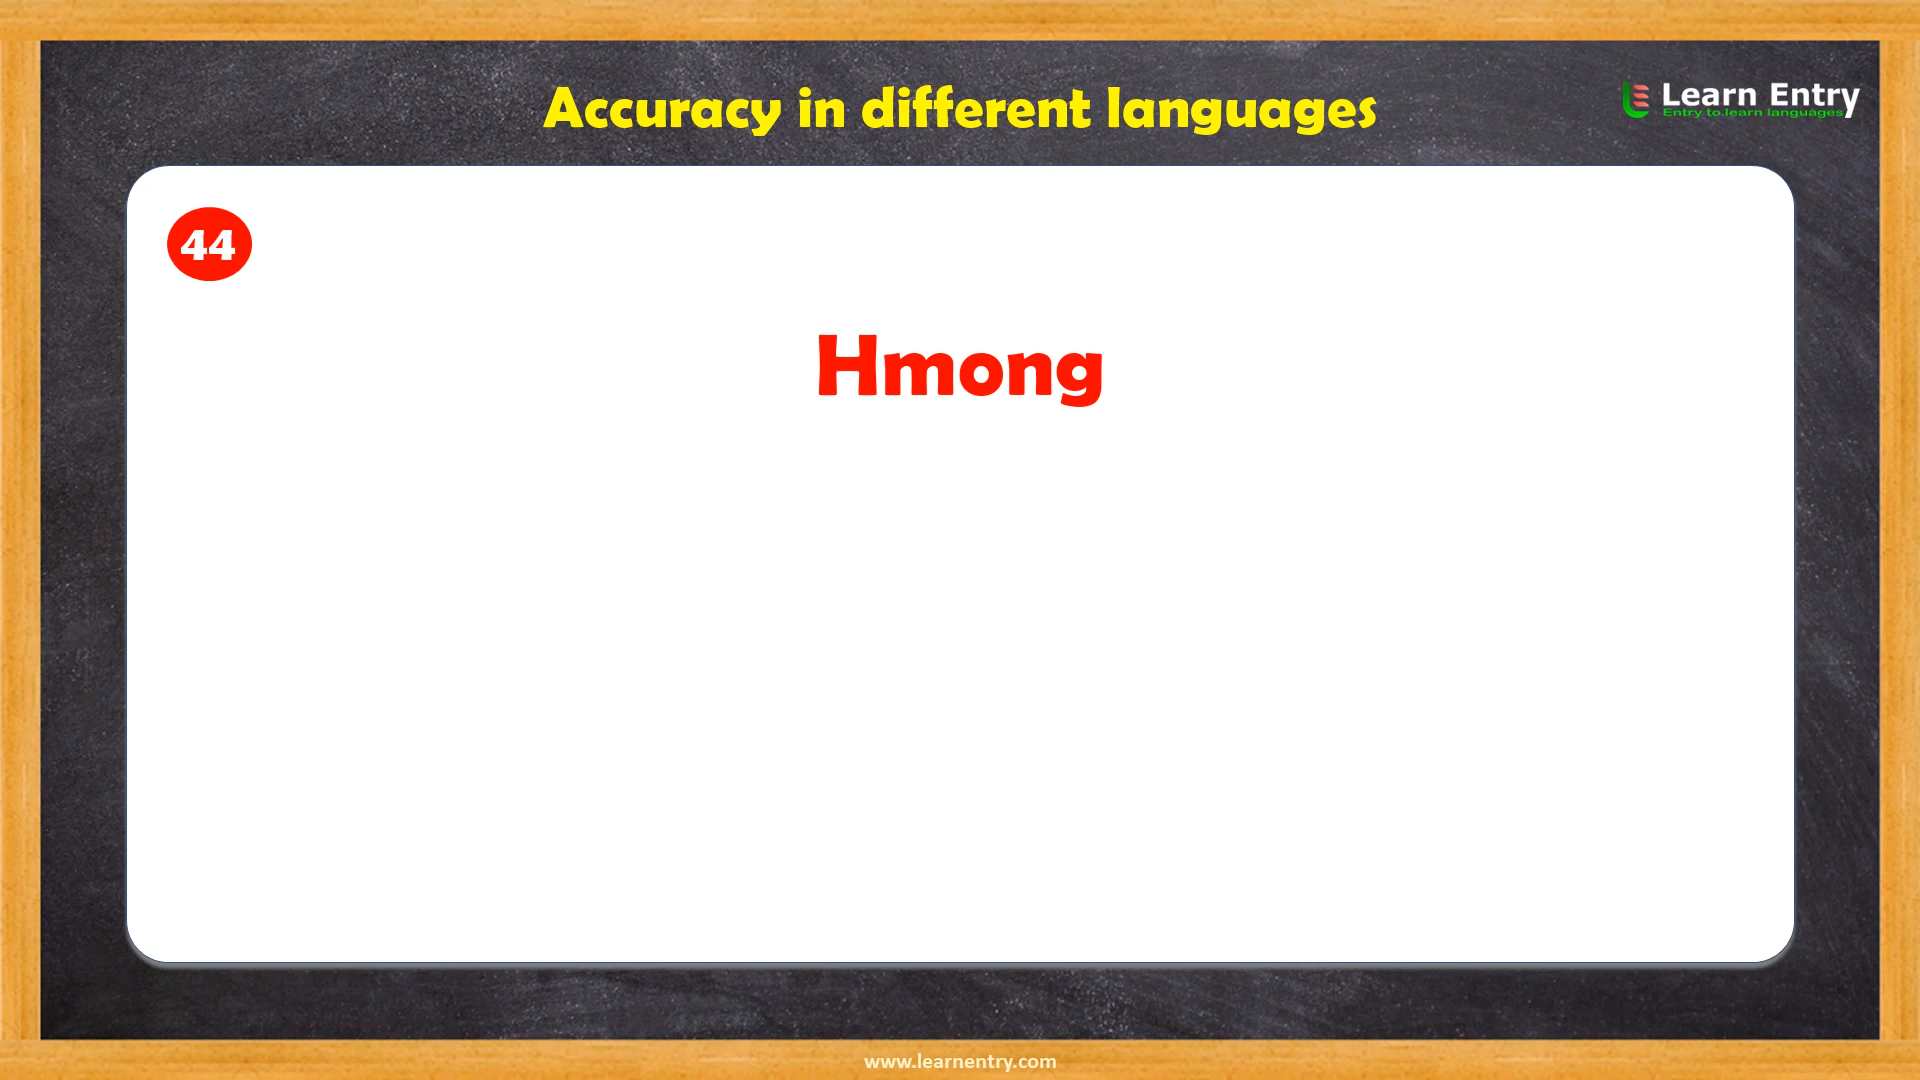 Accuracy in different languages
Learn Entry
Entry to learn languages
44
Hmong
www.learnentry.com